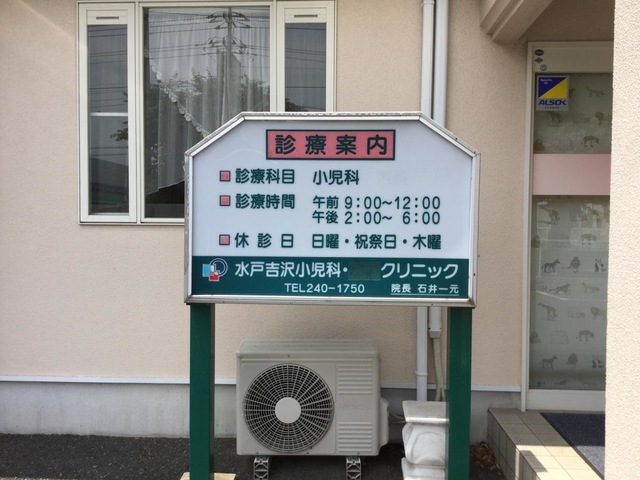 診療案内
診療科目 小児科
診療時間 午前 9:00〜12:00
午後 2:00〜 6:00
休診日 日曜・祝祭日・木曜
水戸吉沢小児科・クリニック
TEL240-1750 院長 石井一元
ALSOK